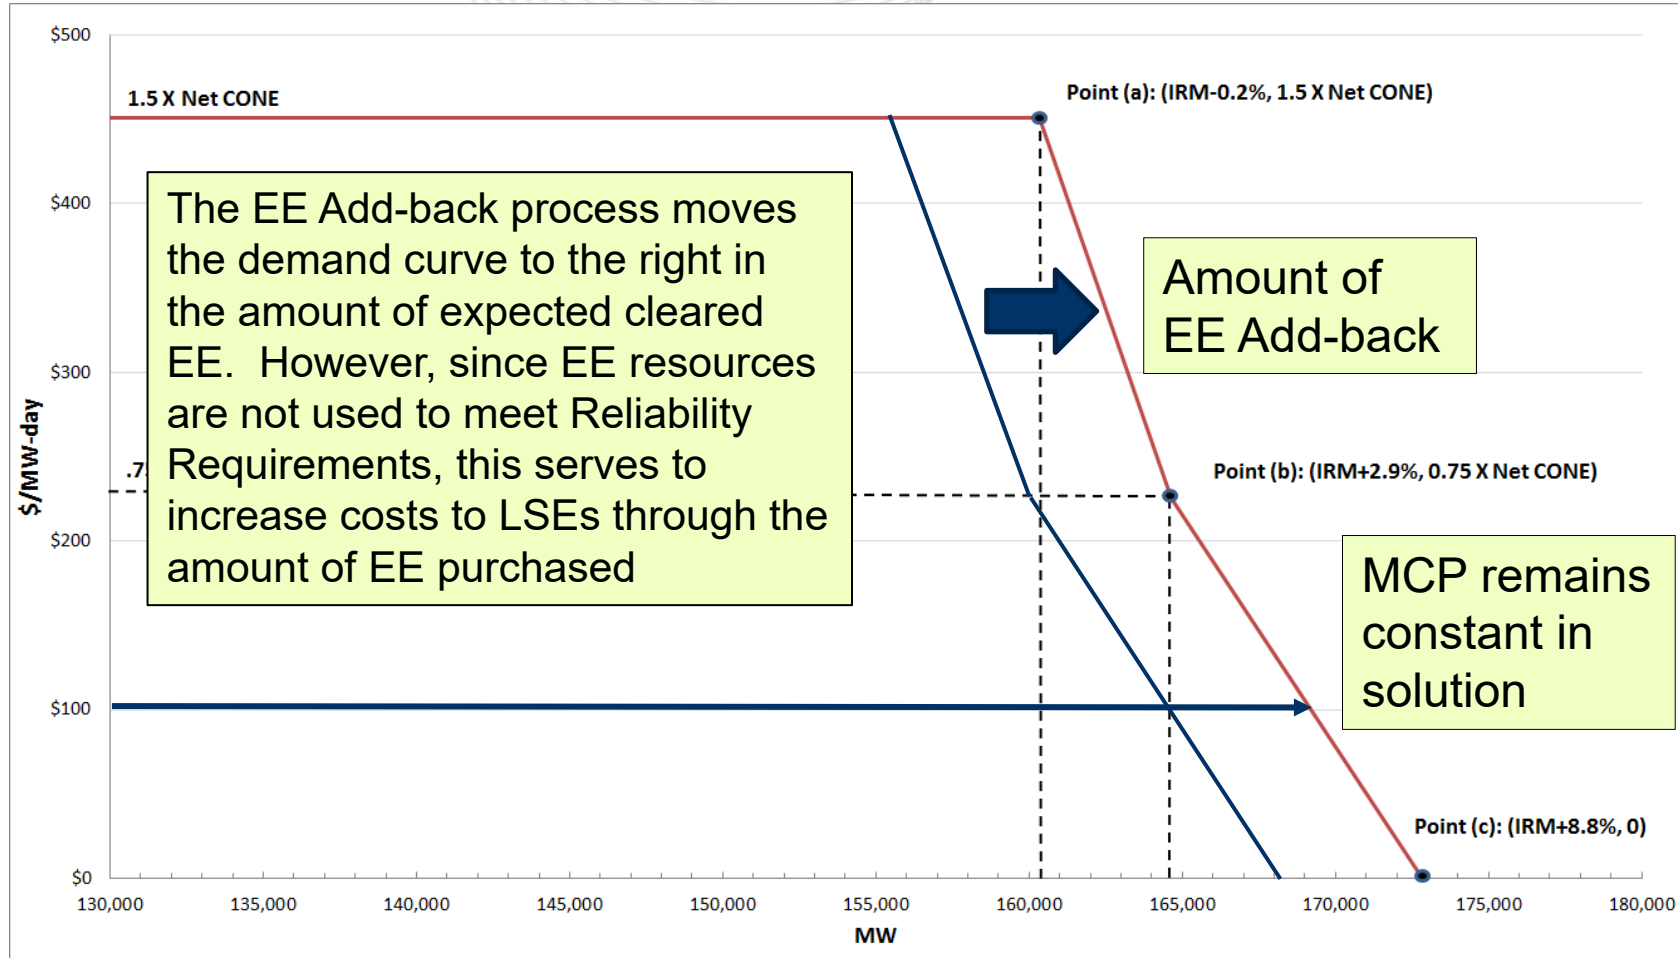 $500
1.5 X Net CONE
Point (a): (IRM-0.2%, 1.5 X Net CONE)
$400
The EE Add-back process moves
the demand curve to the right in
the amount of expected cleared
EE.  However, since EE resources
are not used to meet Reliability
Requirements, this serves to
increase costs to LSEs through the
amount of EE purchased
Amount of
EE Add-back
$300
$/MW-day
.75
Point (b): (IRM+2.9%, 0.75 X Net CONE)
$200
MCP remains
constant in
solution
$100
Point (c): (IRM+8.8%, 0)
$0
130,000 135,000 140,000 145,000 150,000 155,000 160,000 165,000 170,000 175,000 180,000
MW